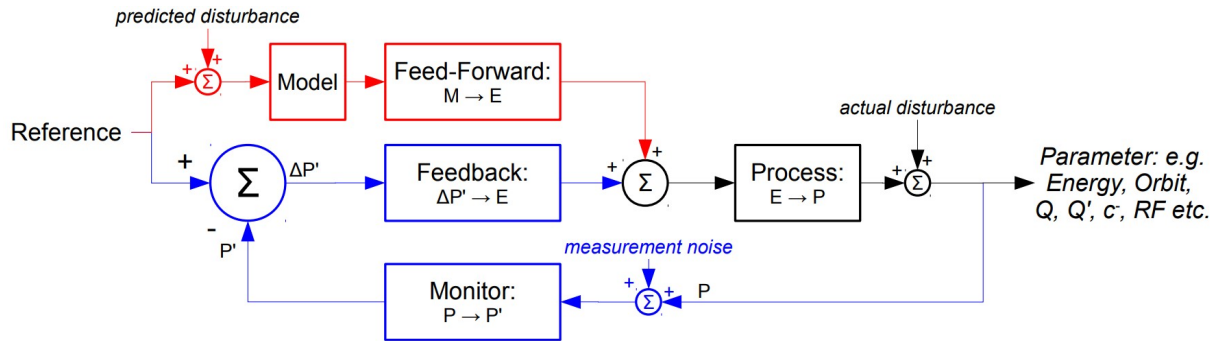 predicted disturbance
+
+
Σ
Model
Feed-Forward:
M → E
actual disturbance
Reference
+
Σ
ΔP'
Feedback:
ΔP' → E
+
+
Σ
Process:
E → P
+
+
Σ
Parameter: e.g.
Energy, Orbit,
Q, Q', c⁻, RF etc.
-
P'
measurement noise
Monitor:
P → P'
+
+
Σ
P